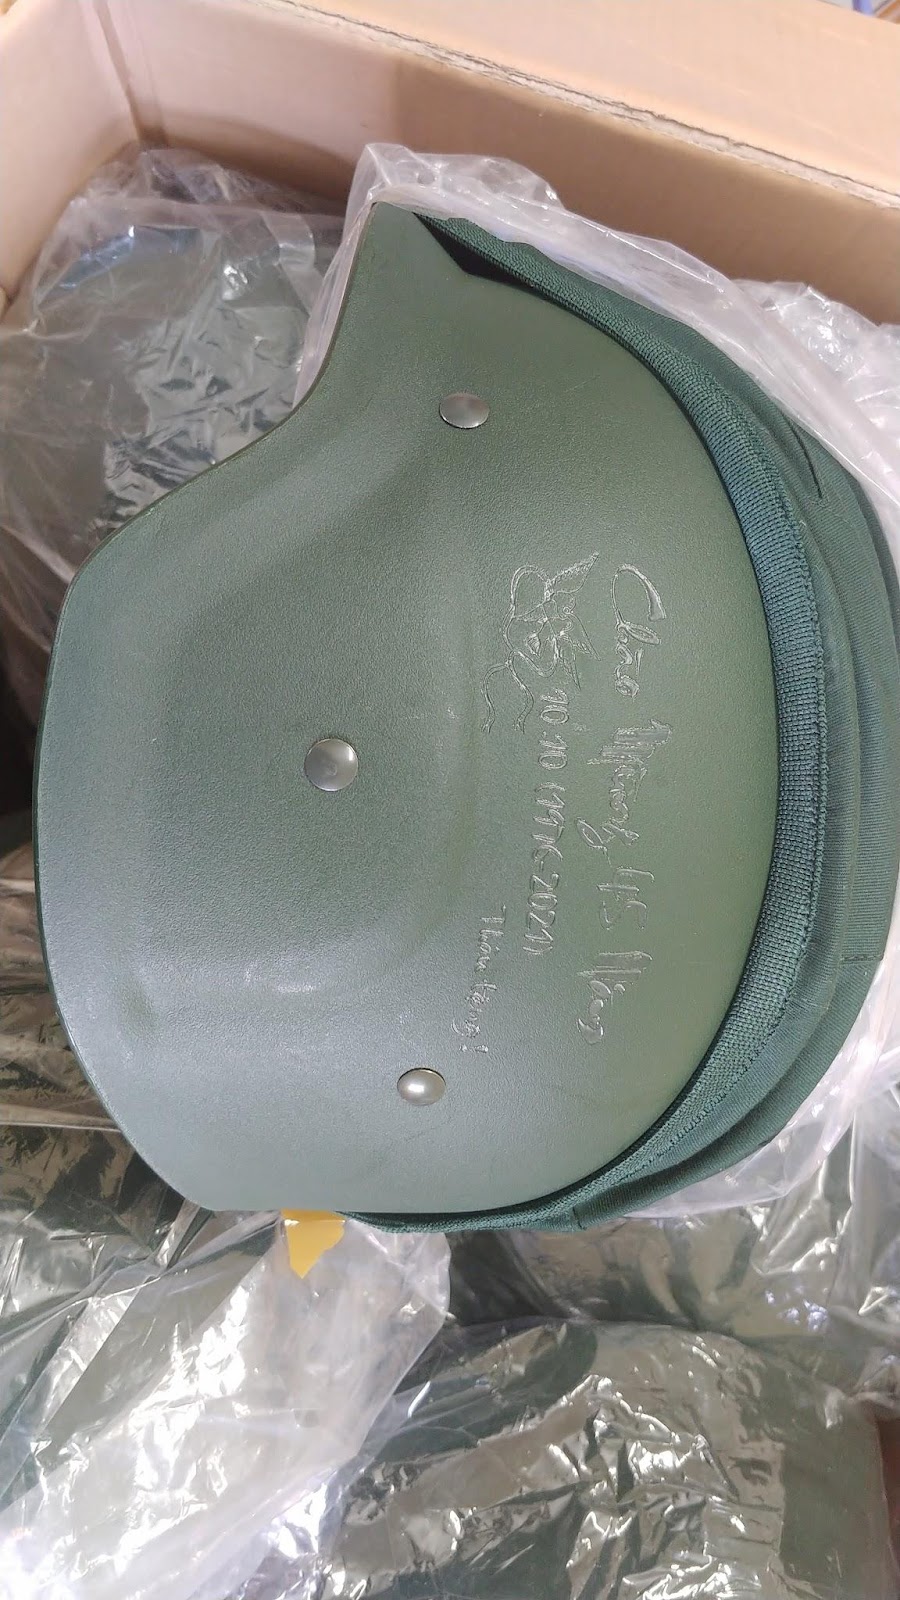 Chào Mừng 45 Năm
10.10 (1976-2021)
Thân tặng!